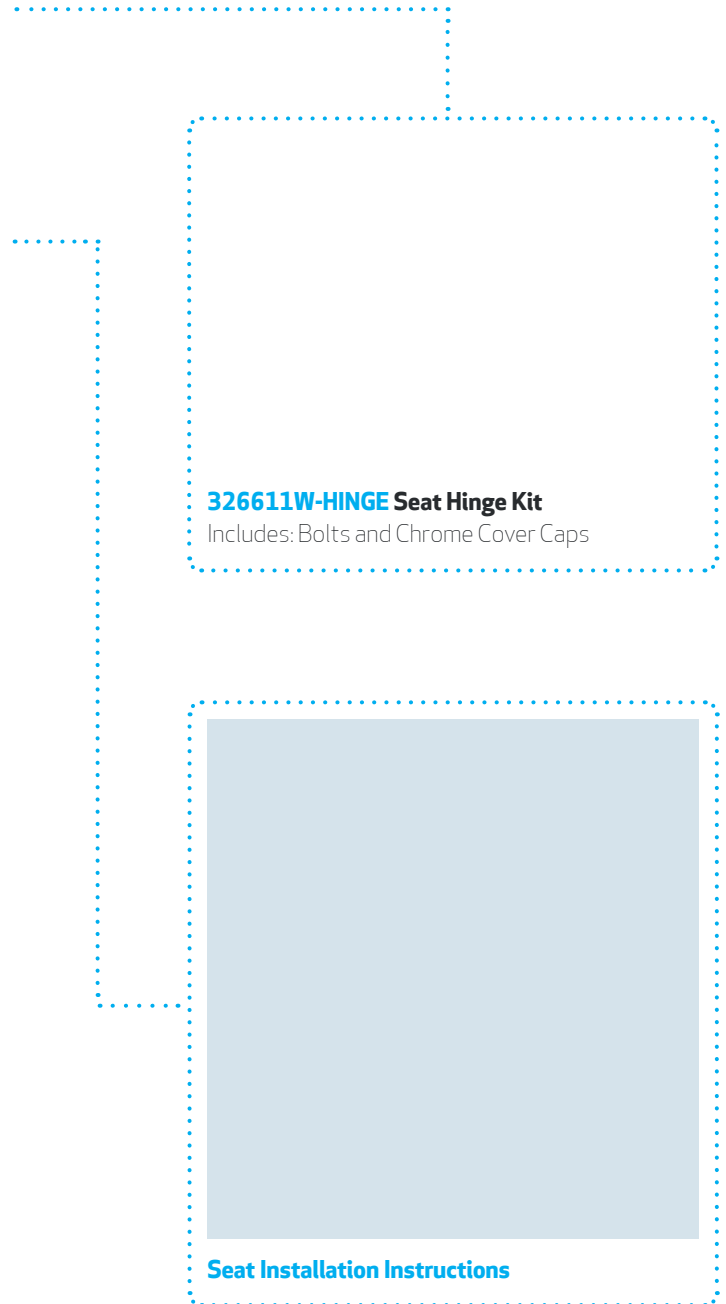 326611W-HINGE Seat Hinge Kit
Includes: Bolts and Chrome Cover Caps
Seat Installation Instructions